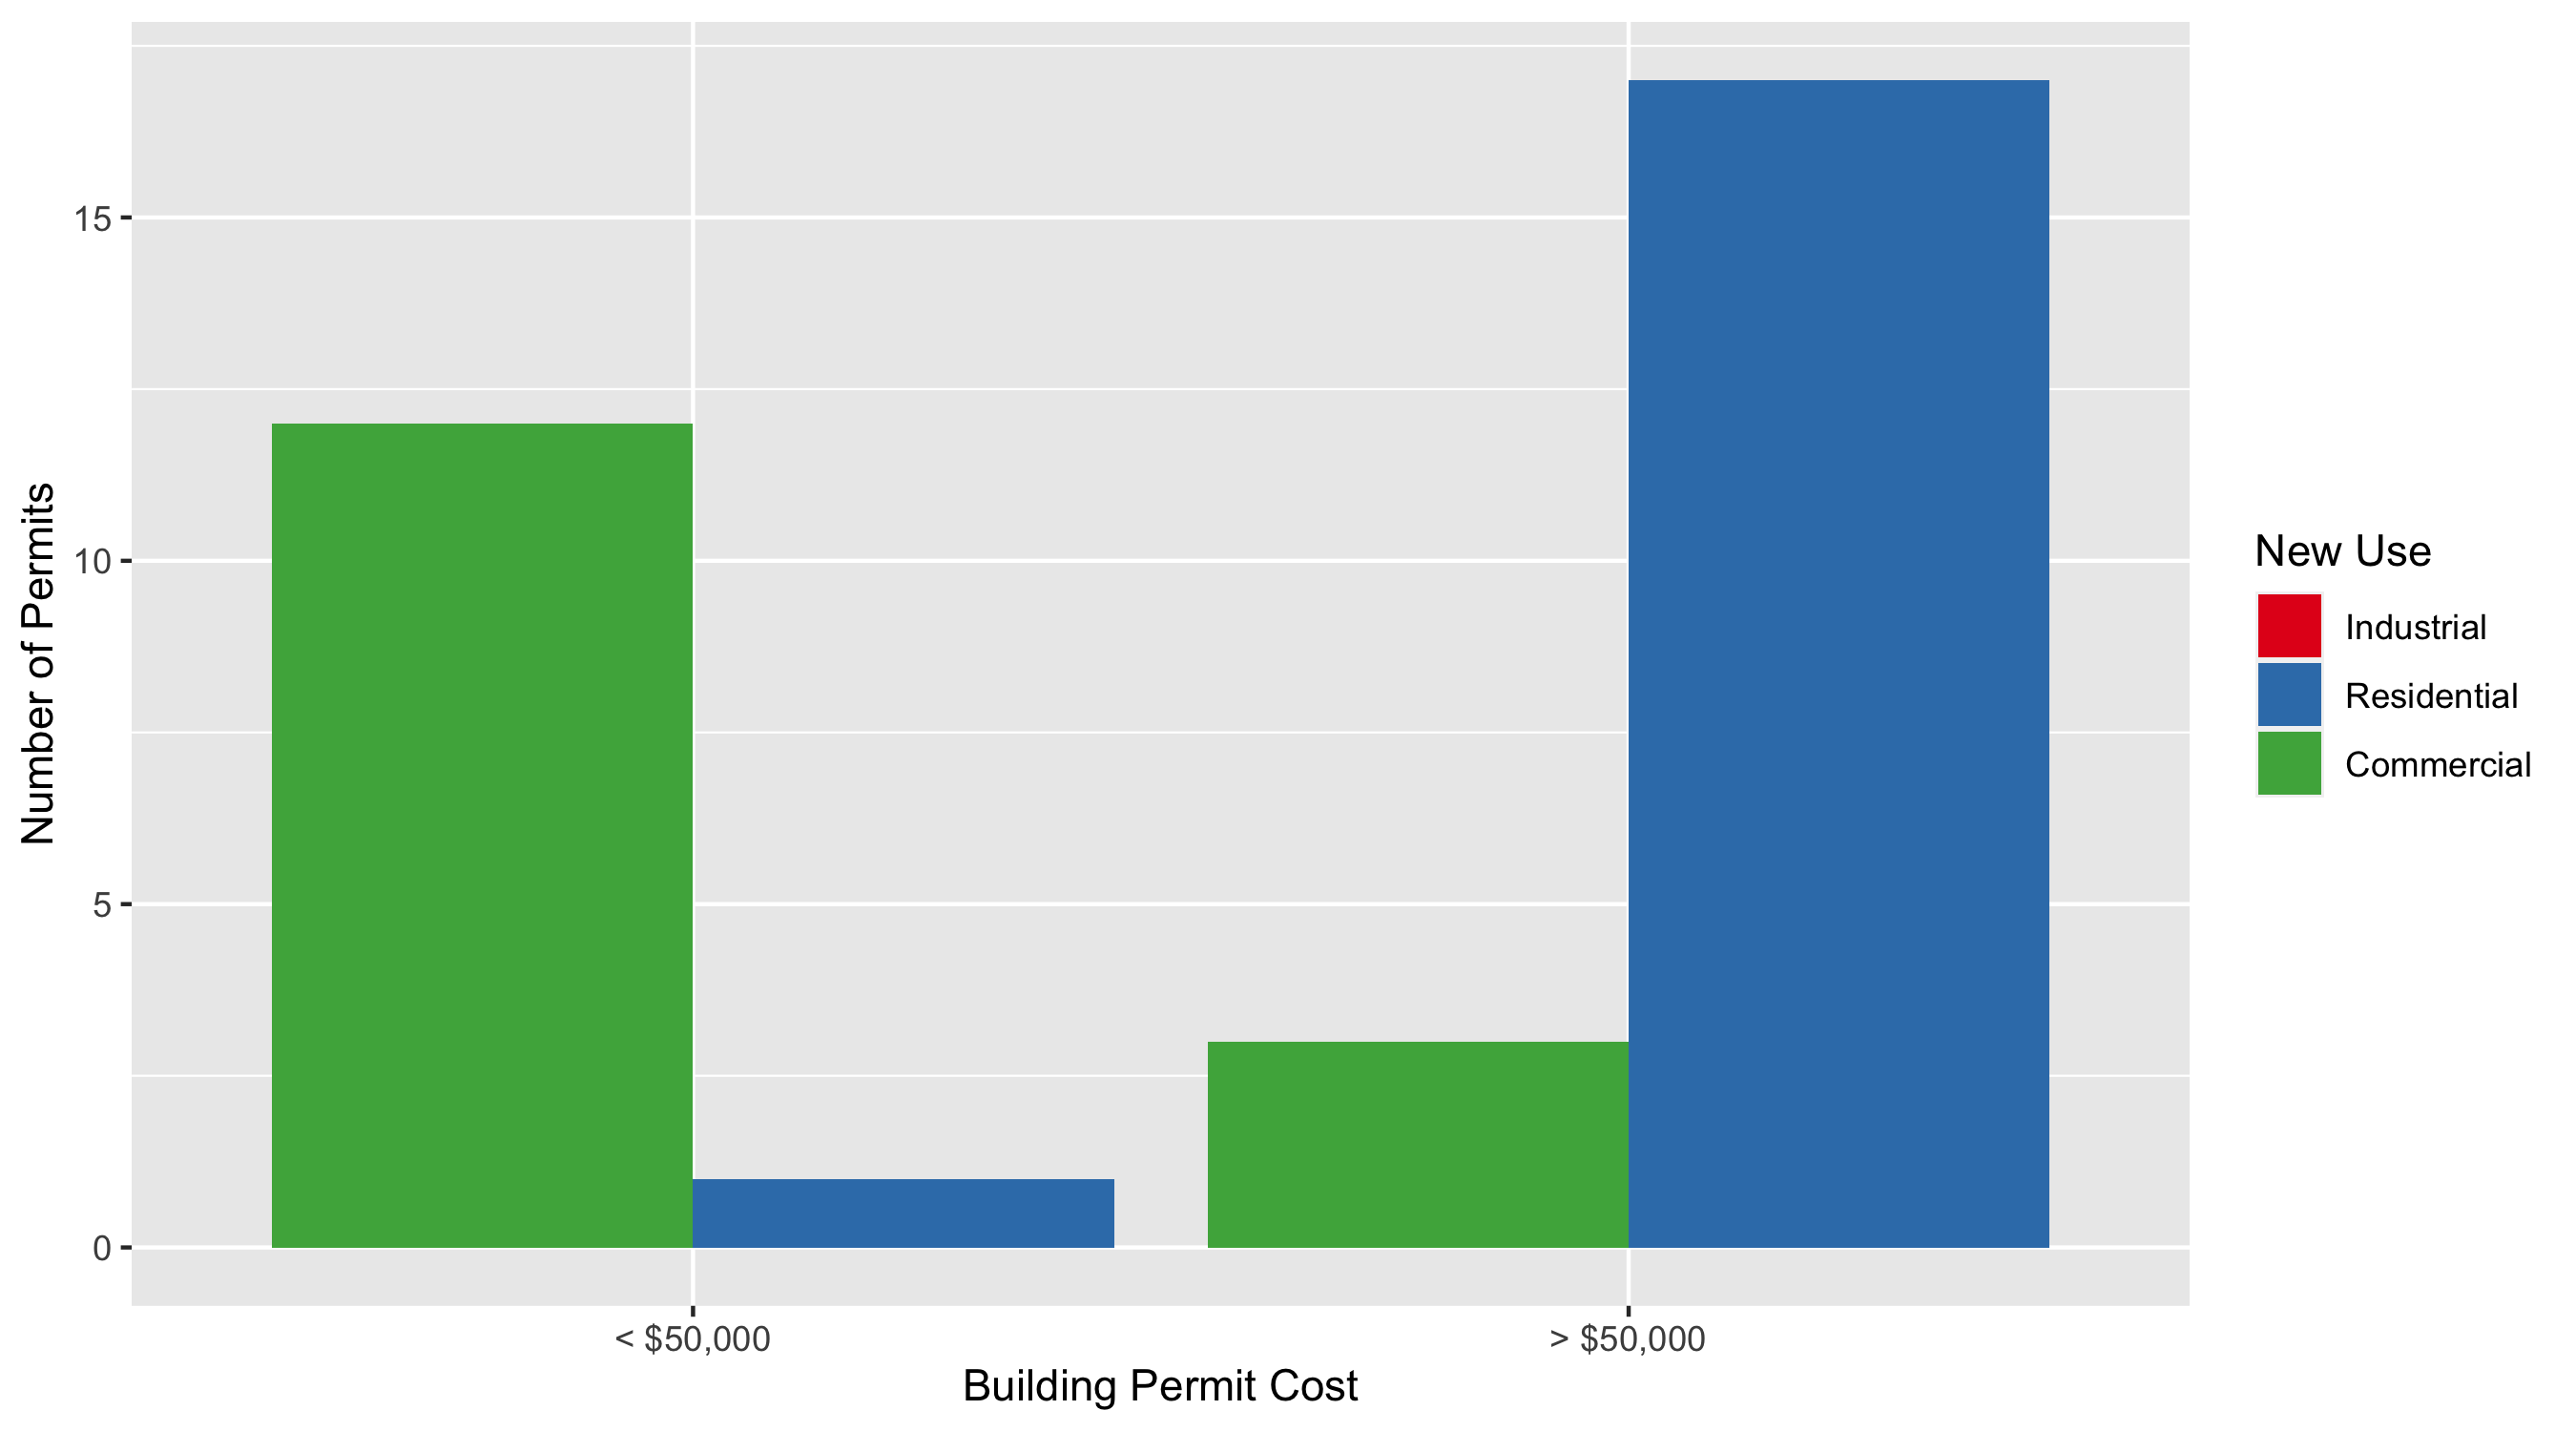 Number of Permits
15
10
5
0
< $50,000
> $50,000
Building Permit Cost
New Use
Industrial
Residential
Commercial